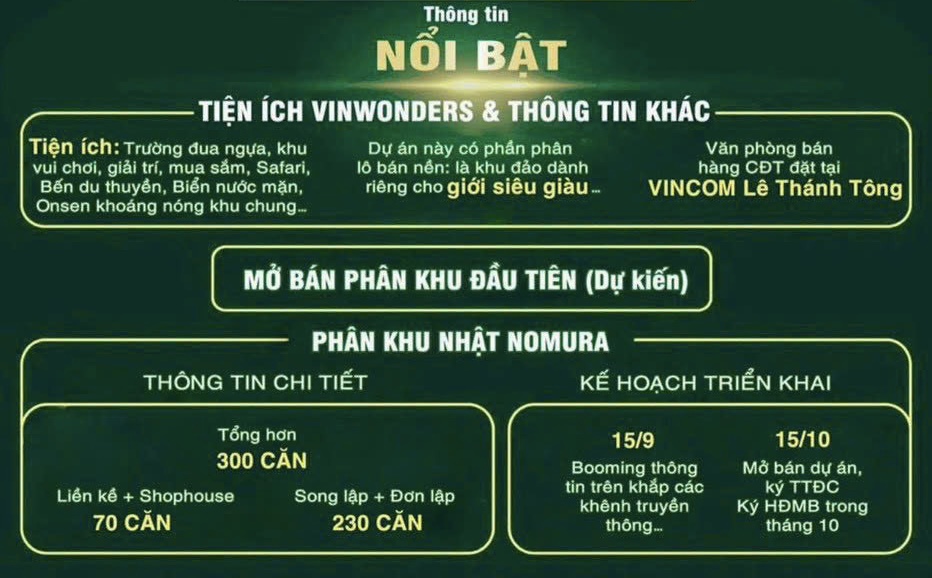 Thông tin
NỔI BẬT
TIỆN ÍCH VINWONDERS & THÔNG TIN KHÁC
Tiện ích: Trường đua ngựa, khu
vui chơi, giải trí, mua sắm, Safari,
Bến du thuyền, Biển nước mặn,
Onsen khoáng nóng khu chung...
Dự án này có phần phân
lô bán nền: là khu đảo dành
riêng cho giới siêu giàu...
Văn phòng bán
hàng CĐT đặt tại
VINCOM Lê Thánh Tông
MỞ BÁN PHÂN KHU ĐẦU TIÊN (Dự kiến)
PHÂN KHU NHẬT NOMURA
THÔNG TIN CHI TIẾT
Tổng hơn
300 CĂN
Liền kề + Shophouse
70 CĂN
Song lập + Đơn lập
230 CĂN
KẾ HOẠCH TRIỂN KHAI
15/9
Booming thông
tin trên khắp các
khênh truyền
thông...
15/10
Mở bán dự án,
ký TTĐC
Ký HĐMB trong
tháng 10